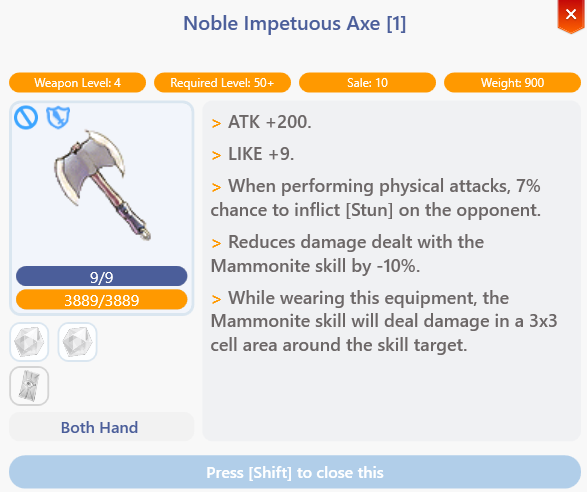 Noble Impetuous Axe [1]
Weapon Level: 4
Required Level: 50+
Sale: 10
Weight: 900
> ATK +200.
> LIKE +9.
> When performing physical attacks, 7%
chance to inflict [Stun] on the opponent.
> Reduces damage dealt with the
Mammonite skill by -10%.
> While wearing this equipment, the
Mammonite skill will deal damage in a 3x3
cell area around the skill target.
9/9
3889/3889
Both Hand
Press [Shift] to close this